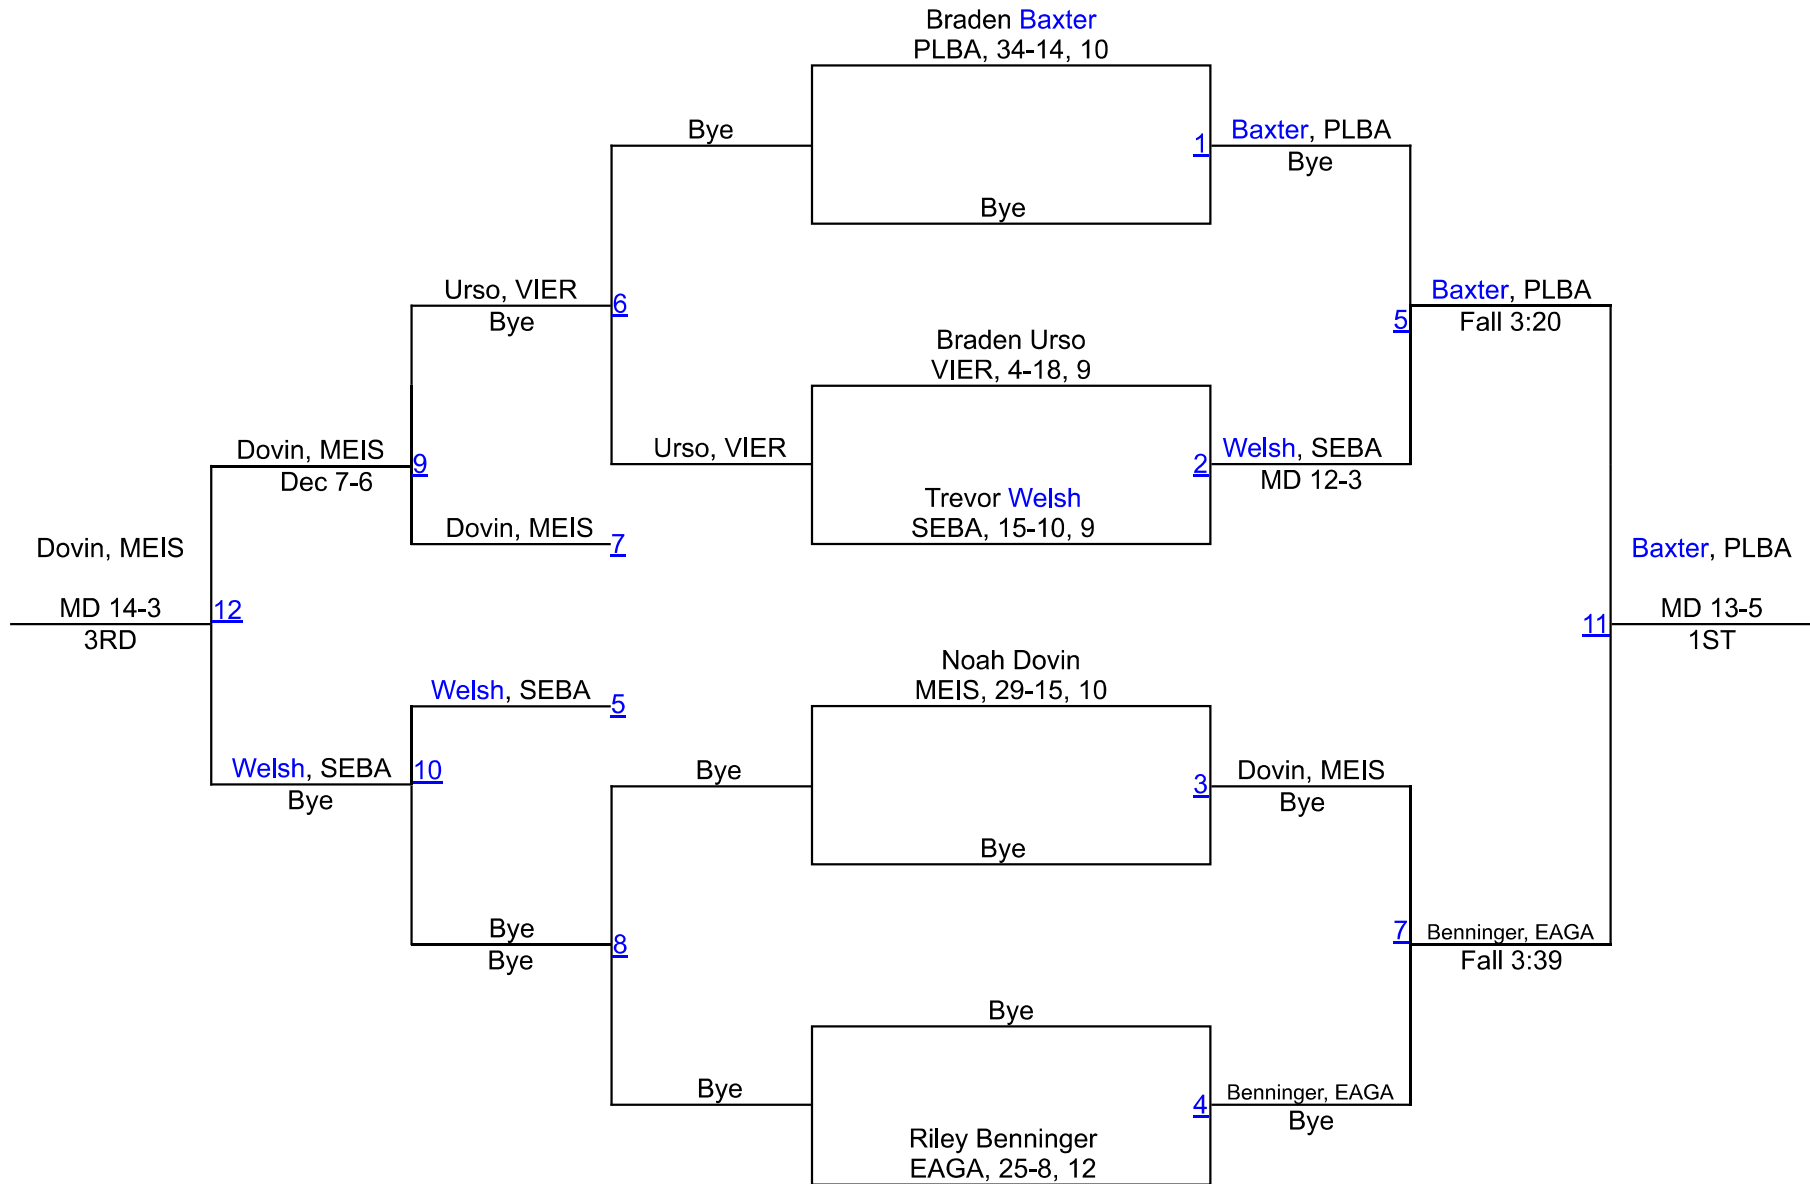 Braden Baxter
PLBA, 34-14, 10
Bye
1
Baxter, PLBA
Bye
Bye
Urso, VIER
Bye
6
Baxter, PLBA
Fall 3:20
5
Braden Urso
VIER, 4-18, 9
Dovin, MEIS
Dec 7-6
9
Urso, VIER
2
Welsh, SEBA
MD 12-3
Trevor Welsh
SEBA, 15-10, 9
Dovin, MEIS
7
Dovin, MEIS
MD 14-3
3RD
12
Baxter, PLBA
MD 13-5
1ST
11
Noah Dovin
MEIS, 29-15, 10
Welsh, SEBA
5
Welsh, SEBA
Bye
10
Bye
3
Dovin, MEIS
Bye
Bye
Bye
Bye
8
7
Benninger, EAGA
Fall 3:39
Bye
Bye
4
Benninger, EAGA
Bye
Riley Benninger
EAGA, 25-8, 12